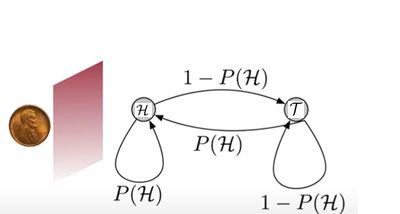 1 − P(ℋ)
ℋ
𝒯
P(ℋ)
P(ℋ)
1 − P(ℋ)